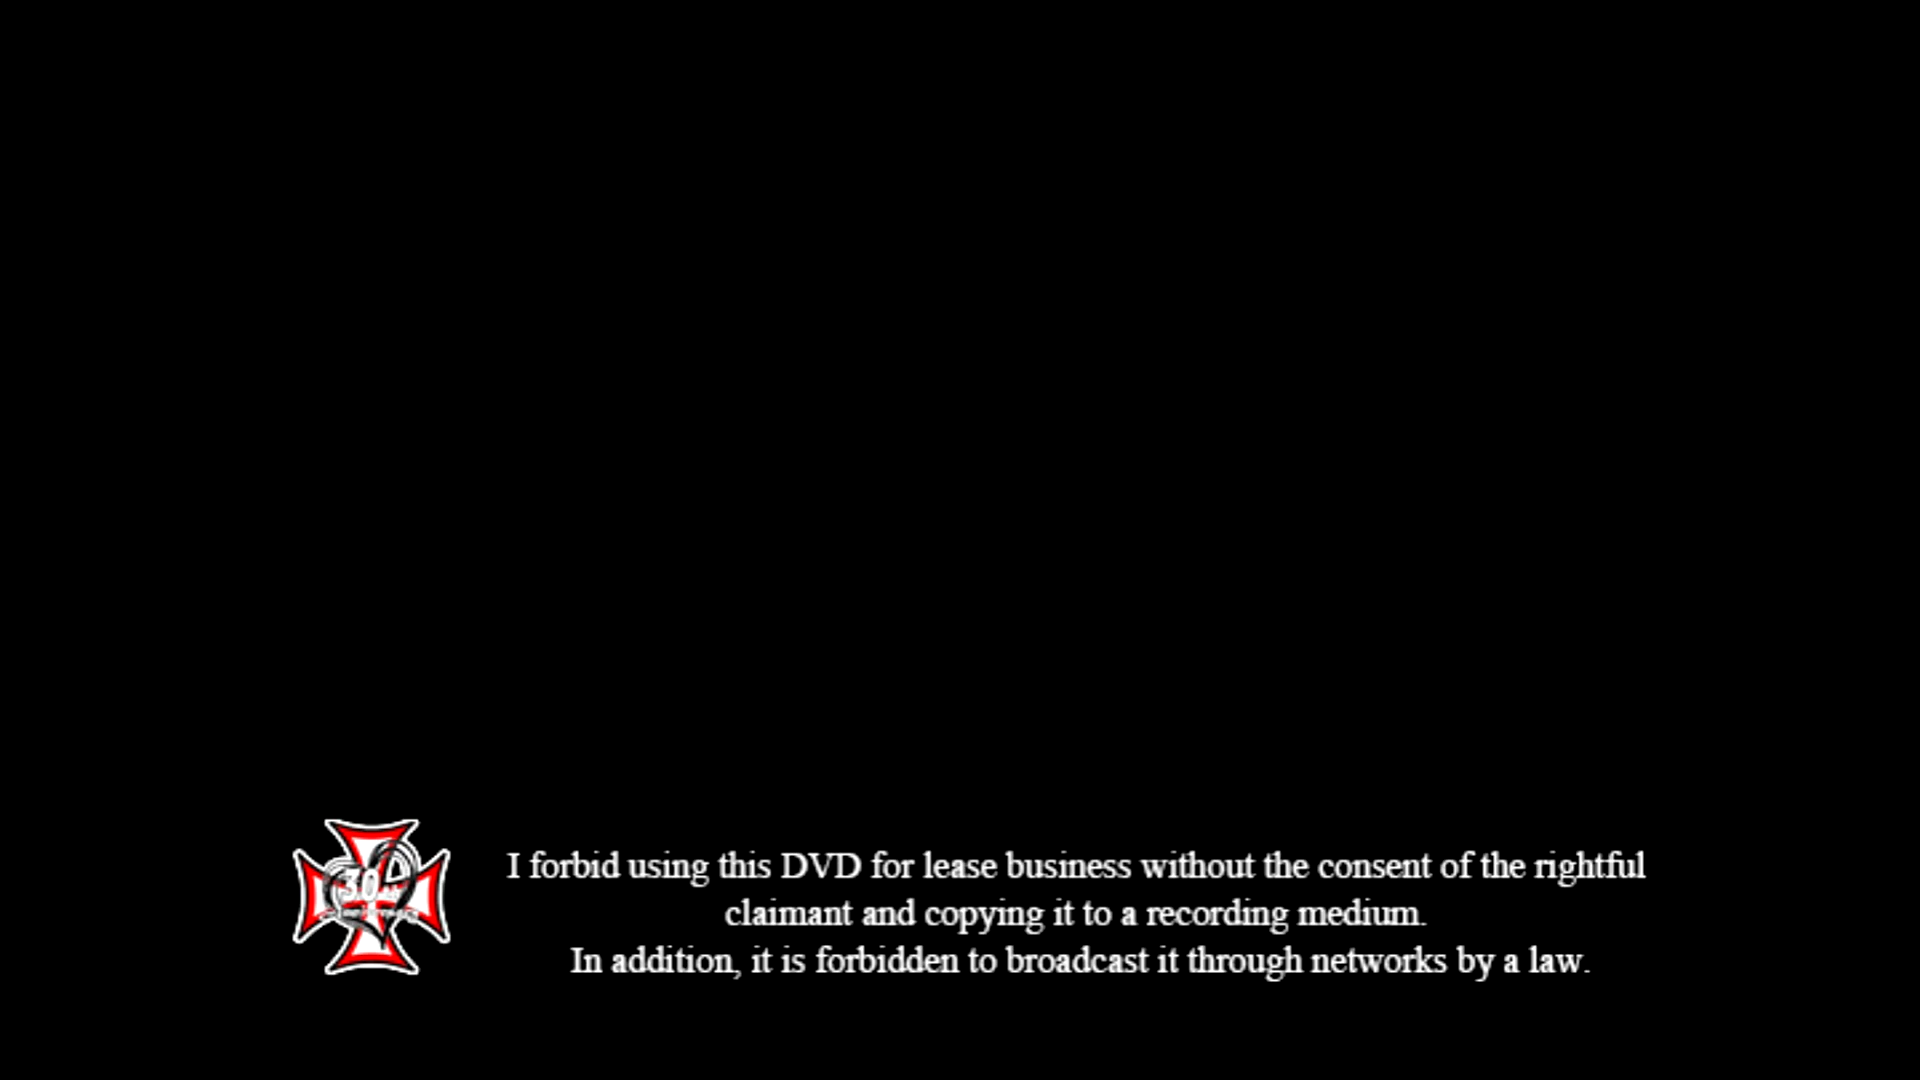 30th
I forbid using this DVD for lease business without the consent of the rightful
claimant and copying it to a recording medium.
In addition, it is forbidden to broadcast it through networks by a law.